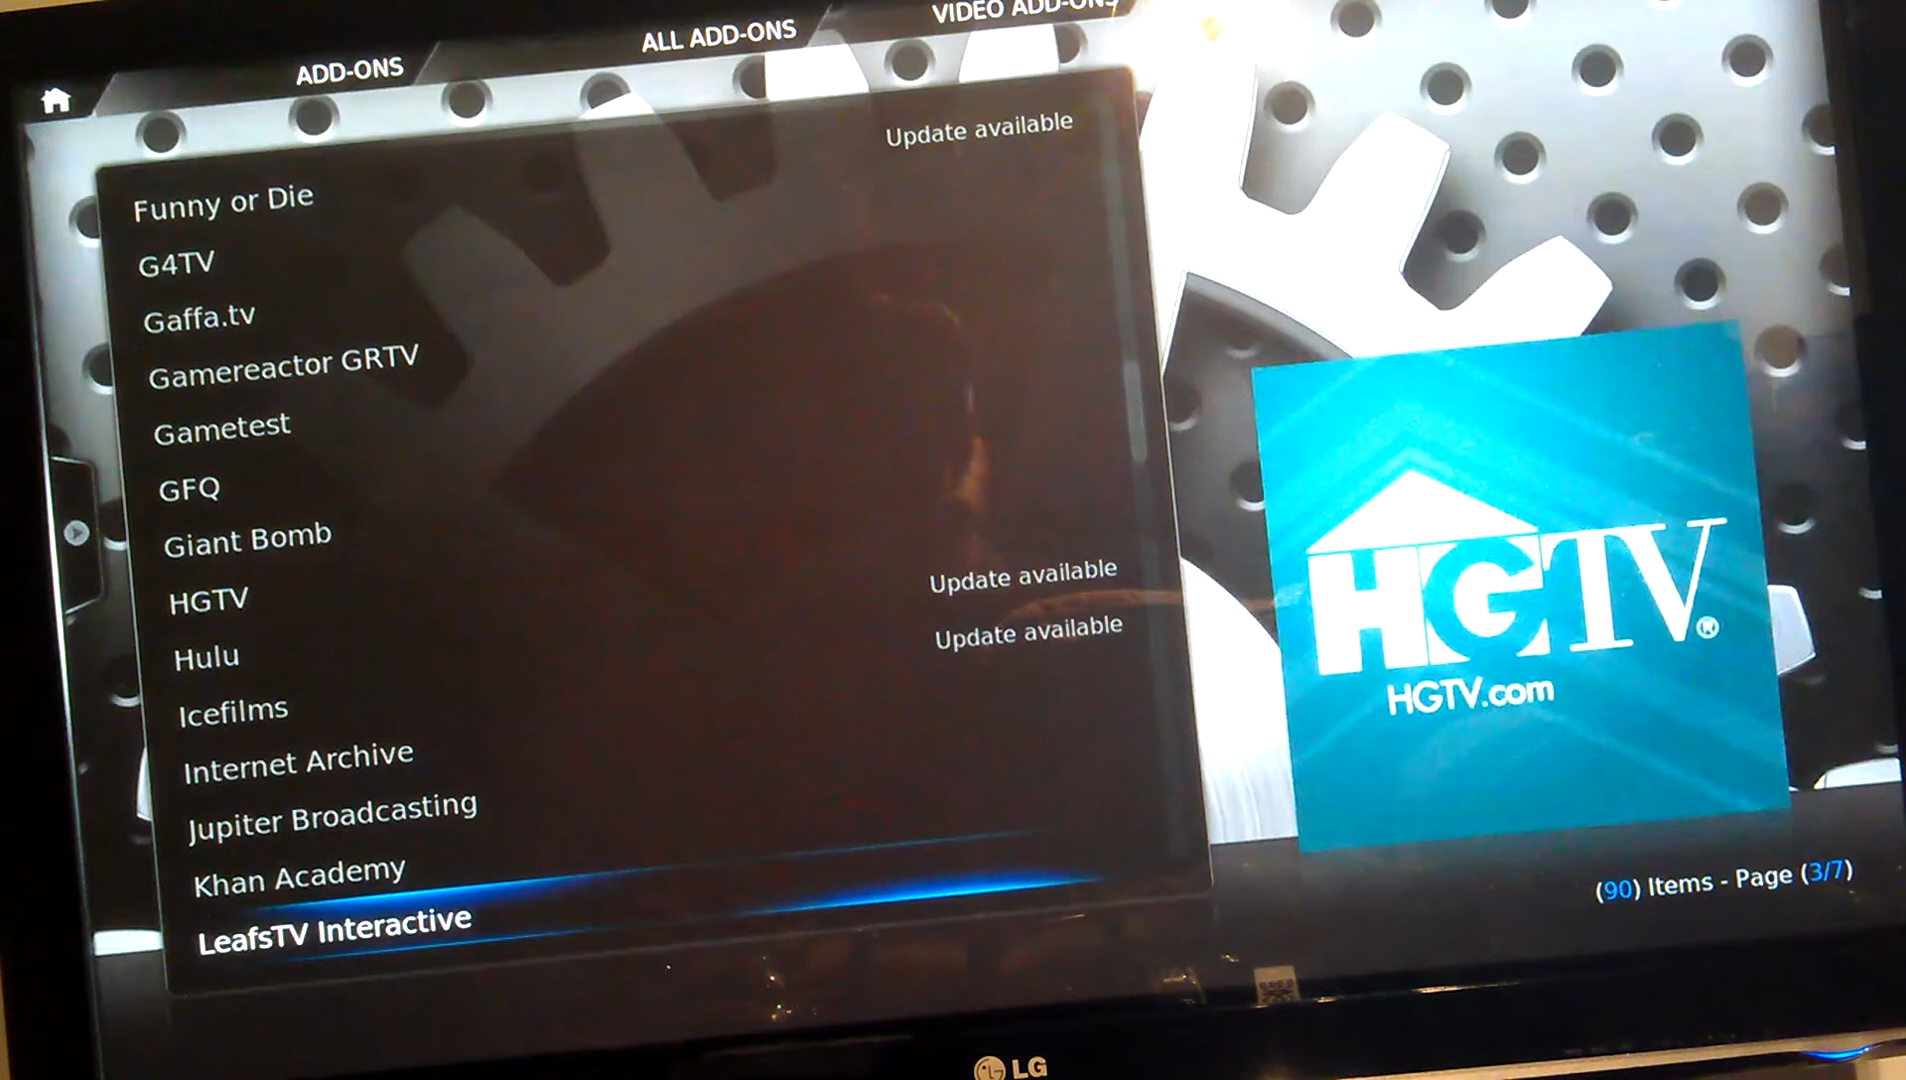 ADD-ONS
ALL ADD-ONS
VIDEO ADD-ONS
Update available
Funny or Die
G4TV
Gaffa.tv
Gamereactor GRTV
Gametest
GFQ
Giant Bomb
HGTV
Update available
Hulu
Update available
Icefilms
Internet Archive
Jupiter Broadcasting
Khan Academy
LeafsTV Interactive
HGTV®
HGTV.com
(90) Items - Page (3/7)
LG